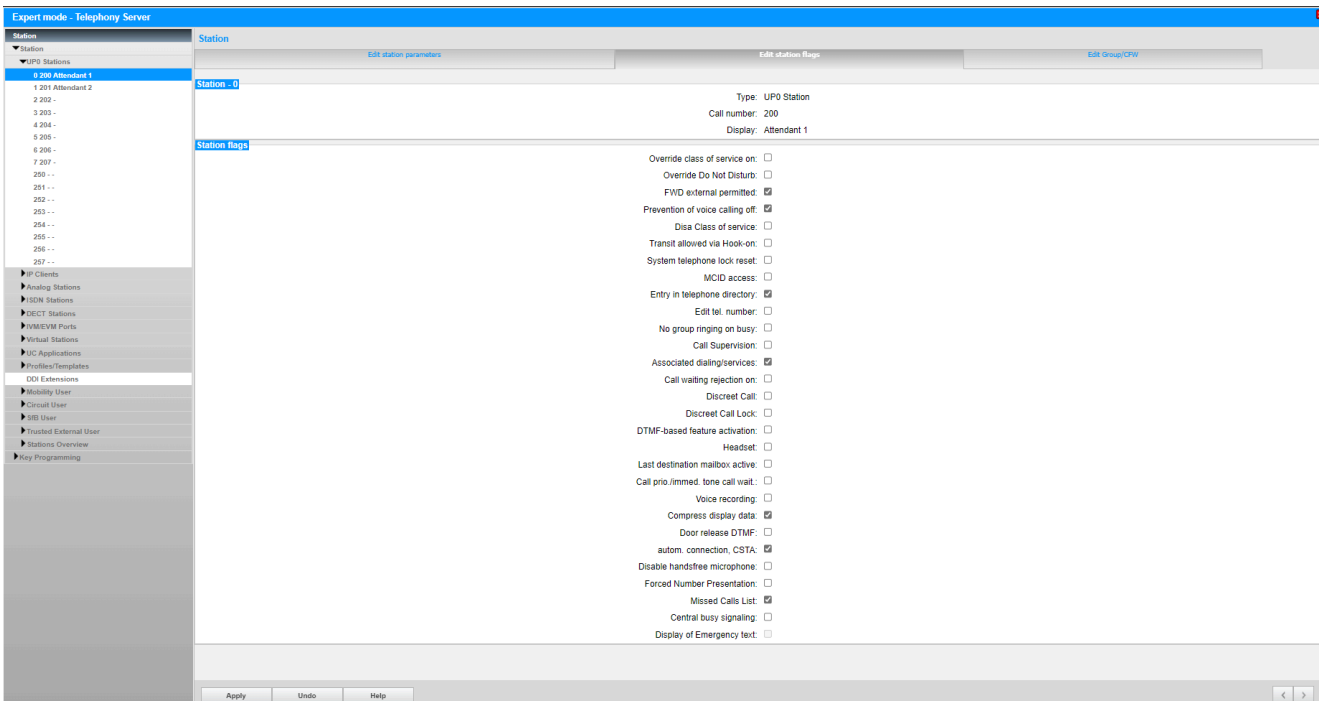 Expert mode - Telephony Server
Station
Station
UP0 Stations
0 200 Attendant 1
1 201 Attendant 2
2 202 -
3 203 -
4 204 -
5 205 -
6 206 -
7 207 -
250 - -
251 - -
252 - -
253 - -
254 - -
255 - -
256 - -
257 - -
IP Clients
Analog Stations
ISDN Stations
DECT Stations
IVM/EVM Ports
Virtual Stations
UC Applications
Profiles/Templates
DDI Extensions
Mobility User
Circuit User
SfB User
Trusted External User
Stations Overview
Key Programming
Station
Edit station parameters
Edit station flags
Edit Group/CFW
Station - 0
Type: UP0 Station
Call number: 200
Display: Attendant 1
Station flags
Override class of service on:
Override Do Not Disturb:
FWD external permitted:
Prevention of voice calling off:
Disa Class of service:
Transit allowed via Hook-on:
System telephone lock reset:
MCID access:
Entry in telephone directory:
Edit tel. number:
No group ringing on busy:
Call Supervision:
Associated dialing/services:
Call waiting rejection on:
Discreet Call:
Discreet Call Lock:
DTMF-based feature activation:
Headset:
Last destination mailbox active:
Call prio./immed. tone call wait.:
Voice recording:
Compress display data:
Door release DTMF:
autom. connection, CSTA:
Disable handsfree microphone:
Forced Number Presentation:
Missed Calls List:
Central busy signaling:
Display of Emergency text:
Apply
Undo
Help